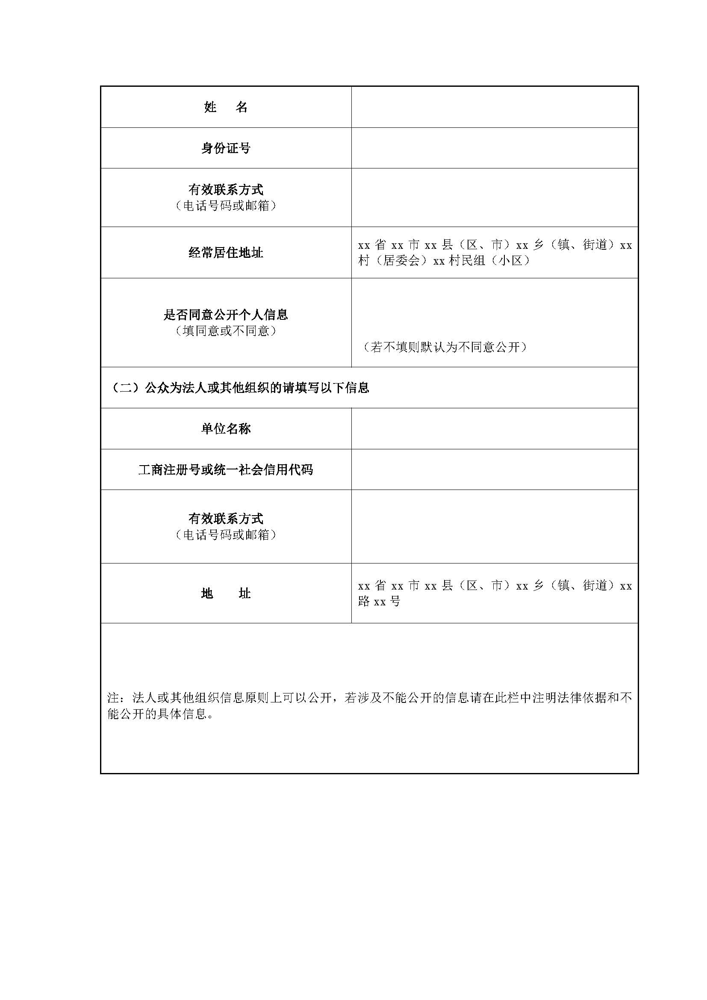 姓 名
身份证号
有效联系方式
（电话号码或邮箱）
经常居住地址
xx 省 xx 市 xx 县（区、市）xx 乡（镇、街道）xx
村（居委会）xx 村民组（小区）
是否同意公开个人信息
（填同意或不同意）
（若不填则默认为不同意公开）
（二）公众为法人或其他组织的请填写以下信息
单位名称
工商注册号或统一社会信用代码
有效联系方式
（电话号码或邮箱）
地 址
xx 省 xx 市 xx 县（区、市）xx 乡（镇、街道）xx
路 xx 号
注：法人或其他组织信息原则上可以公开，若涉及不能公开的信息请在此栏中注明法律依据和不
能公开的具体信息。